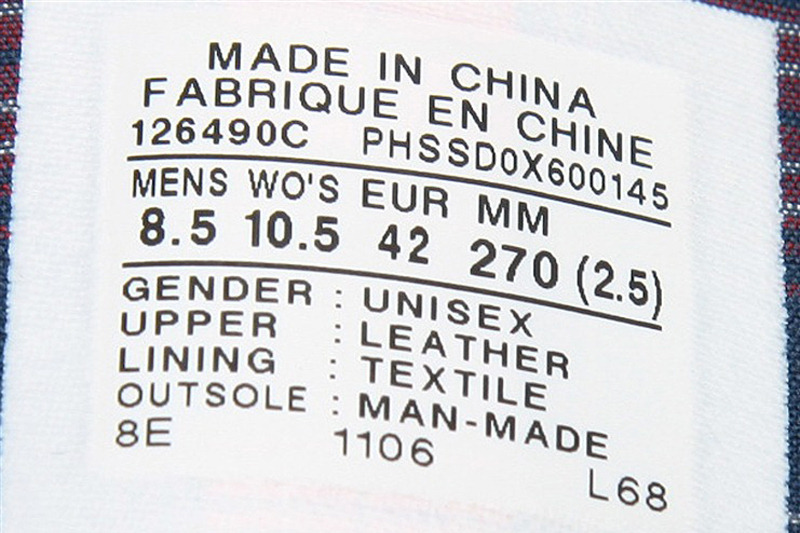 MADE IN CHINA
FABRIQUE EN CHINE
126490C PHSSD0X600145
MENS WO'S EUR MM
8.5 10.5 42 270 (2.5)
GENDER : UNISEX
UPPER : LEATHER
LINING : TEXTILE
OUTSOLE : MAN-MADE
8E 1106 L68